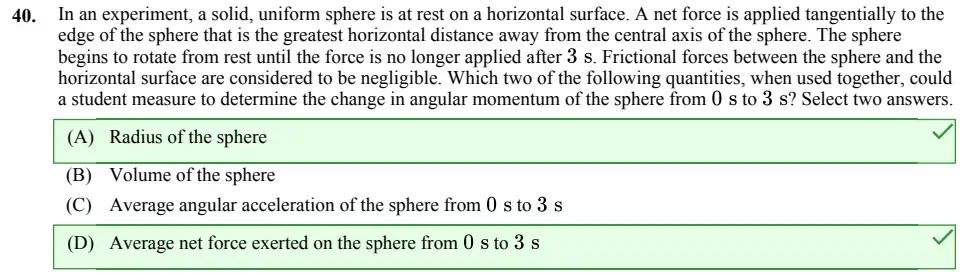 40. In an experiment, a solid, uniform sphere is at rest on a horizontal surface. A net force is applied tangentially to the
edge of the sphere that is the greatest horizontal distance away from the central axis of the sphere. The sphere
begins to rotate from rest until the force is no longer applied after 3 s. Frictional forces between the sphere and the
horizontal surface are considered to be negligible. Which two of the following quantities, when used together, could
a student measure to determine the change in angular momentum of the sphere from 0 s to 3 s? Select two answers.
(A) Radius of the sphere
(B) Volume of the sphere
(C) Average angular acceleration of the sphere from 0 s to 3 s
(D) Average net force exerted on the sphere from 0 s to 3 s